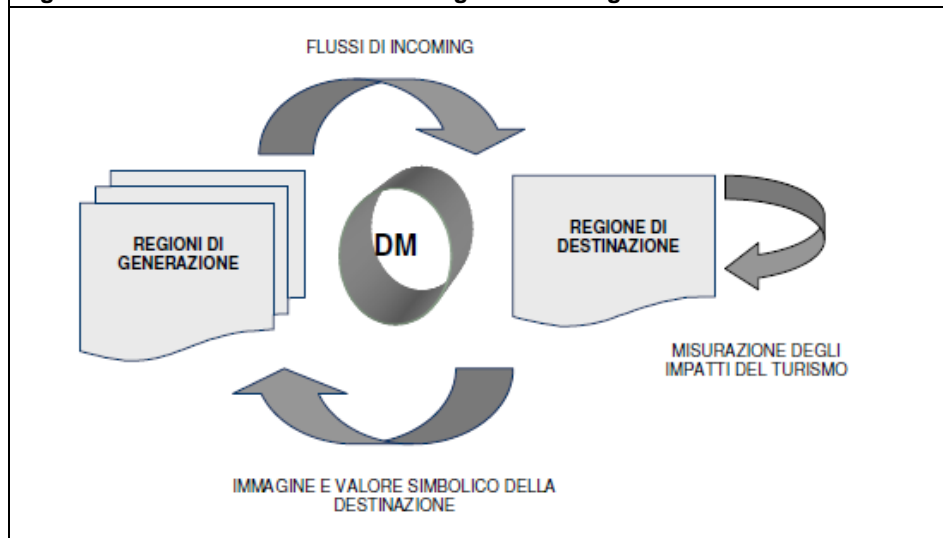 FLUSSI DI INCOMING
REGIONI DI
GENERAZIONE
DM
REGIONE DI
DESTINAZIONE
MISURAZIONE DEGLI
IMPATTI DEL TURISMO
IMMAGINE E VALORE SIMBOLICO DELLA
DESTINAZIONE